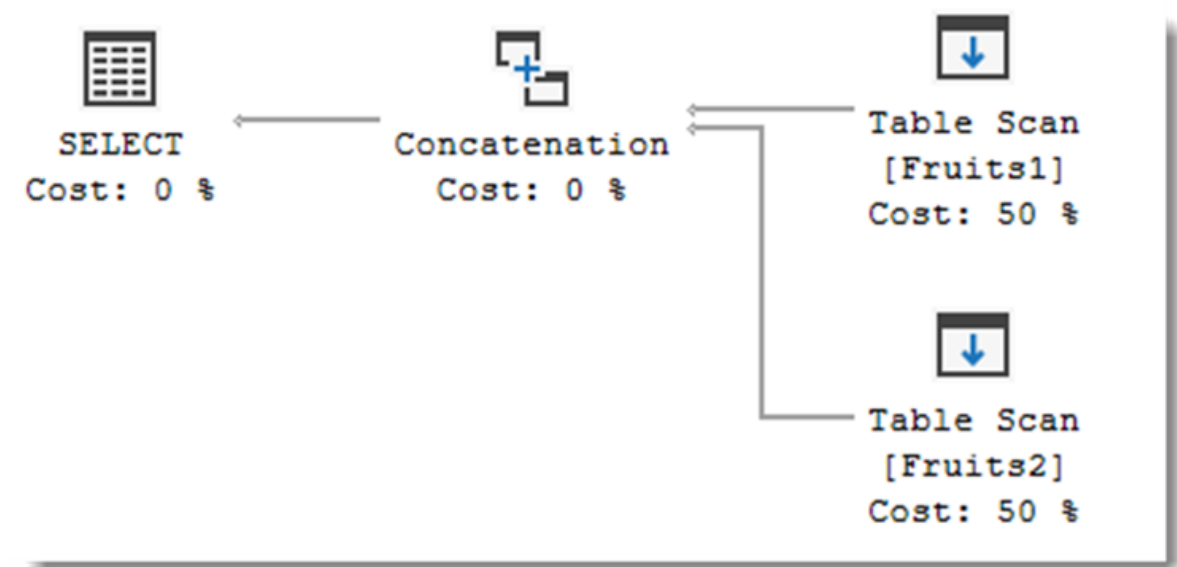 SELECT
Cost: 0 %
Concatenation
Cost: 0 %
Table Scan
[Fruits1]
Cost: 50 %
Table Scan
[Fruits2]
Cost: 50 %